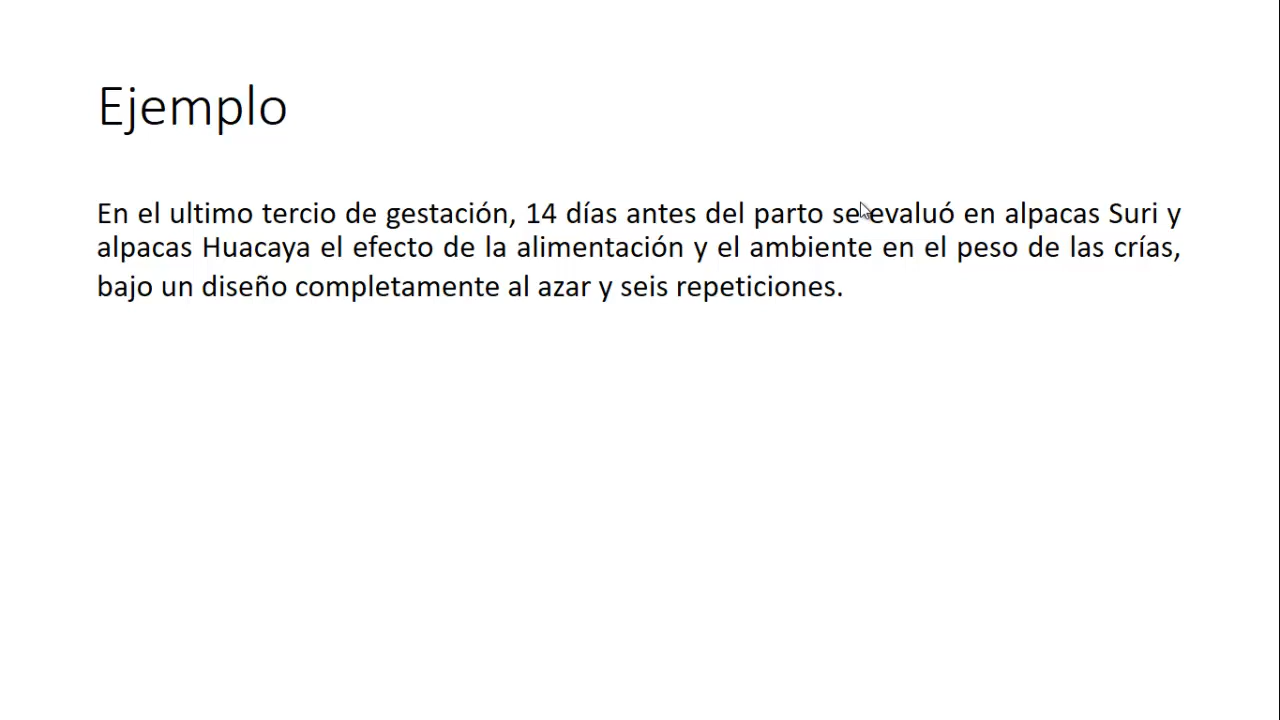 Ejemplo
En el ultimo tercio de gestación, 14 días antes del parto se evaluó en alpacas Suri y
alpacas Huacaya el efecto de la alimentación y el ambiente en el peso de las crías,
bajo un diseño completamente al azar y seis repeticiones.